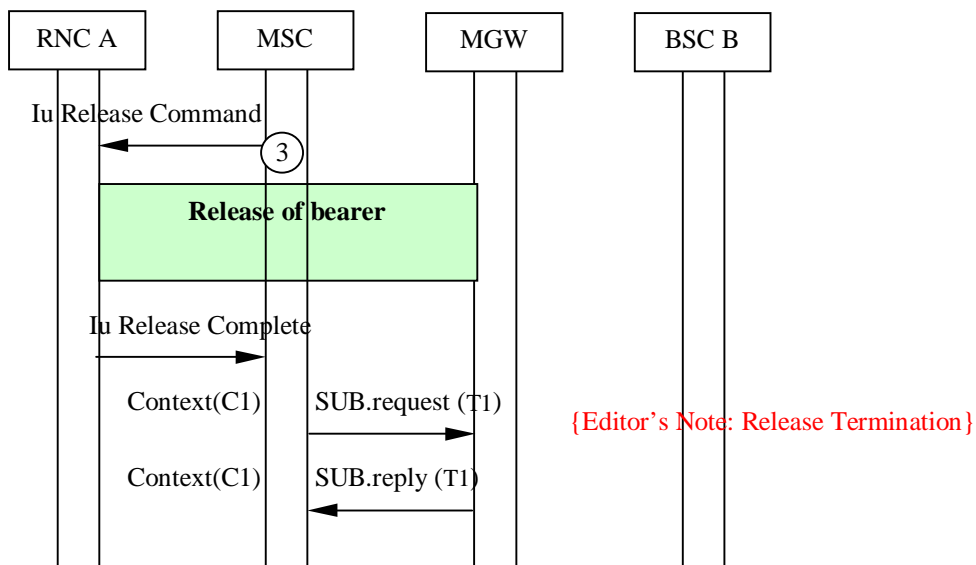 RNC A MSC MGW BSC B
Iu Release Command
3
Release of bearer
Iu Release Complete
Context(C1) SUB.request (T1)
{Editor’s Note: Release Termination}
Context(C1) SUB.reply (T1)